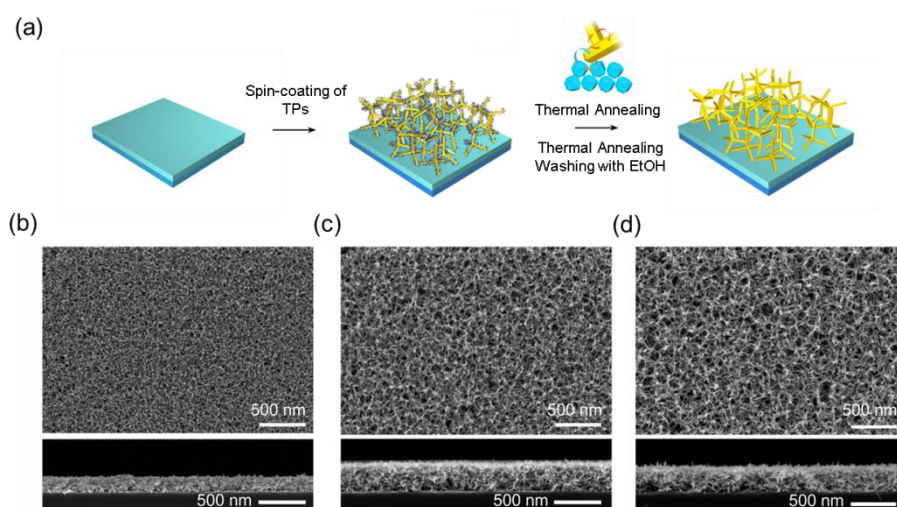 (a)
Spin-coating of
TPs
Thermal Annealing
Thermal Annealing
Washing with EtOH
(b)
(c)
(d)
500 nm
500 nm
500 nm
500 nm
500 nm
500 nm